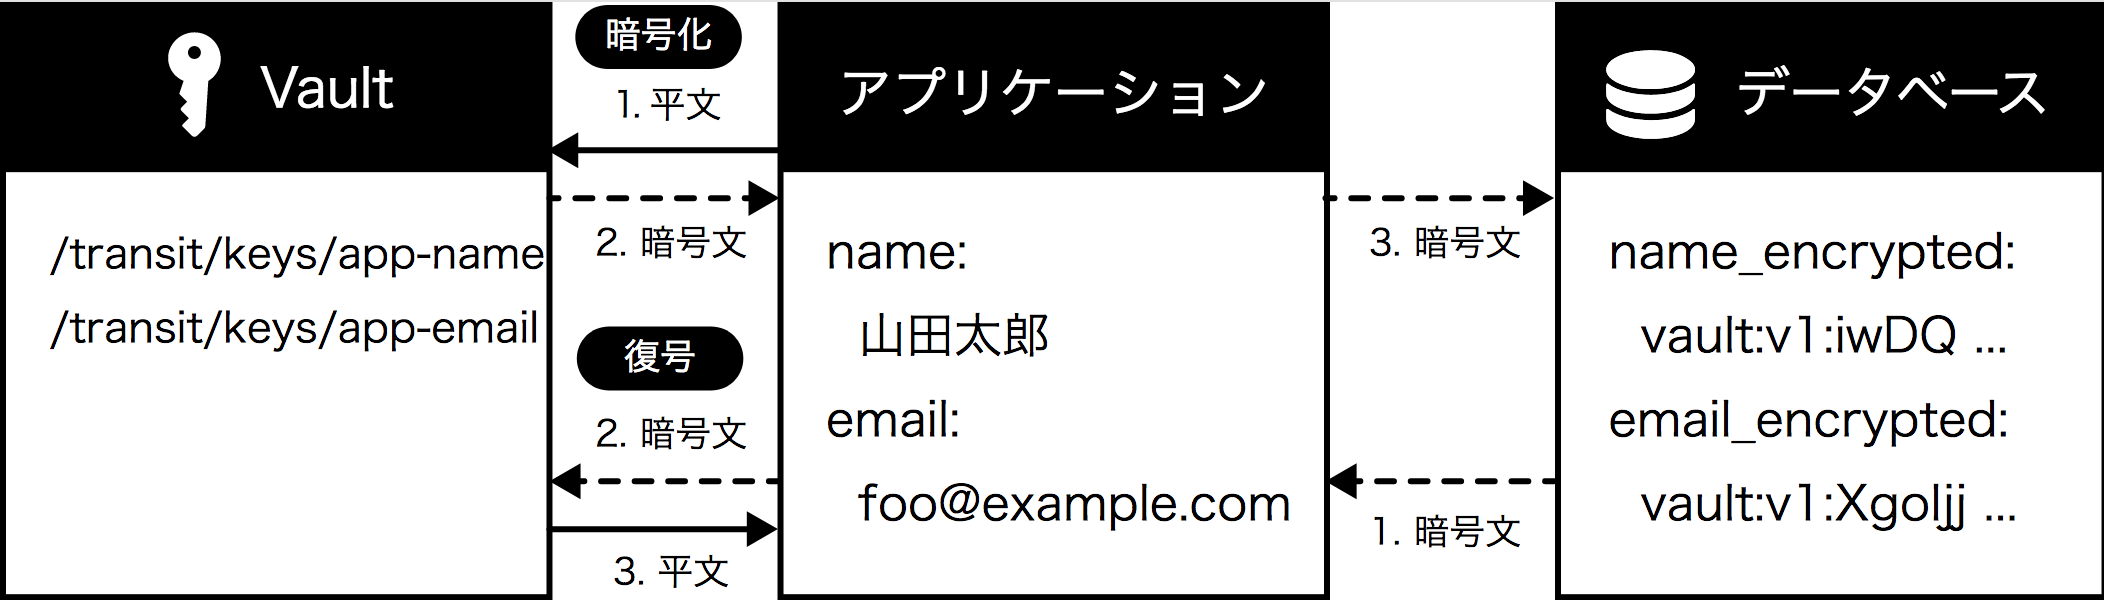 Vault
/transit/keys/app-name
/transit/keys/app-email
暗号化
1. 平文
2. 暗号文
復号
2. 暗号文
3. 平文
アプリケーション
name:
山田太郎
email:
foo@example.com
3. 暗号文
1. 暗号文
データベース
name_encrypted:
vault:v1:iwDQ ...
email_encrypted:
vault:v1:Xgoljj ...